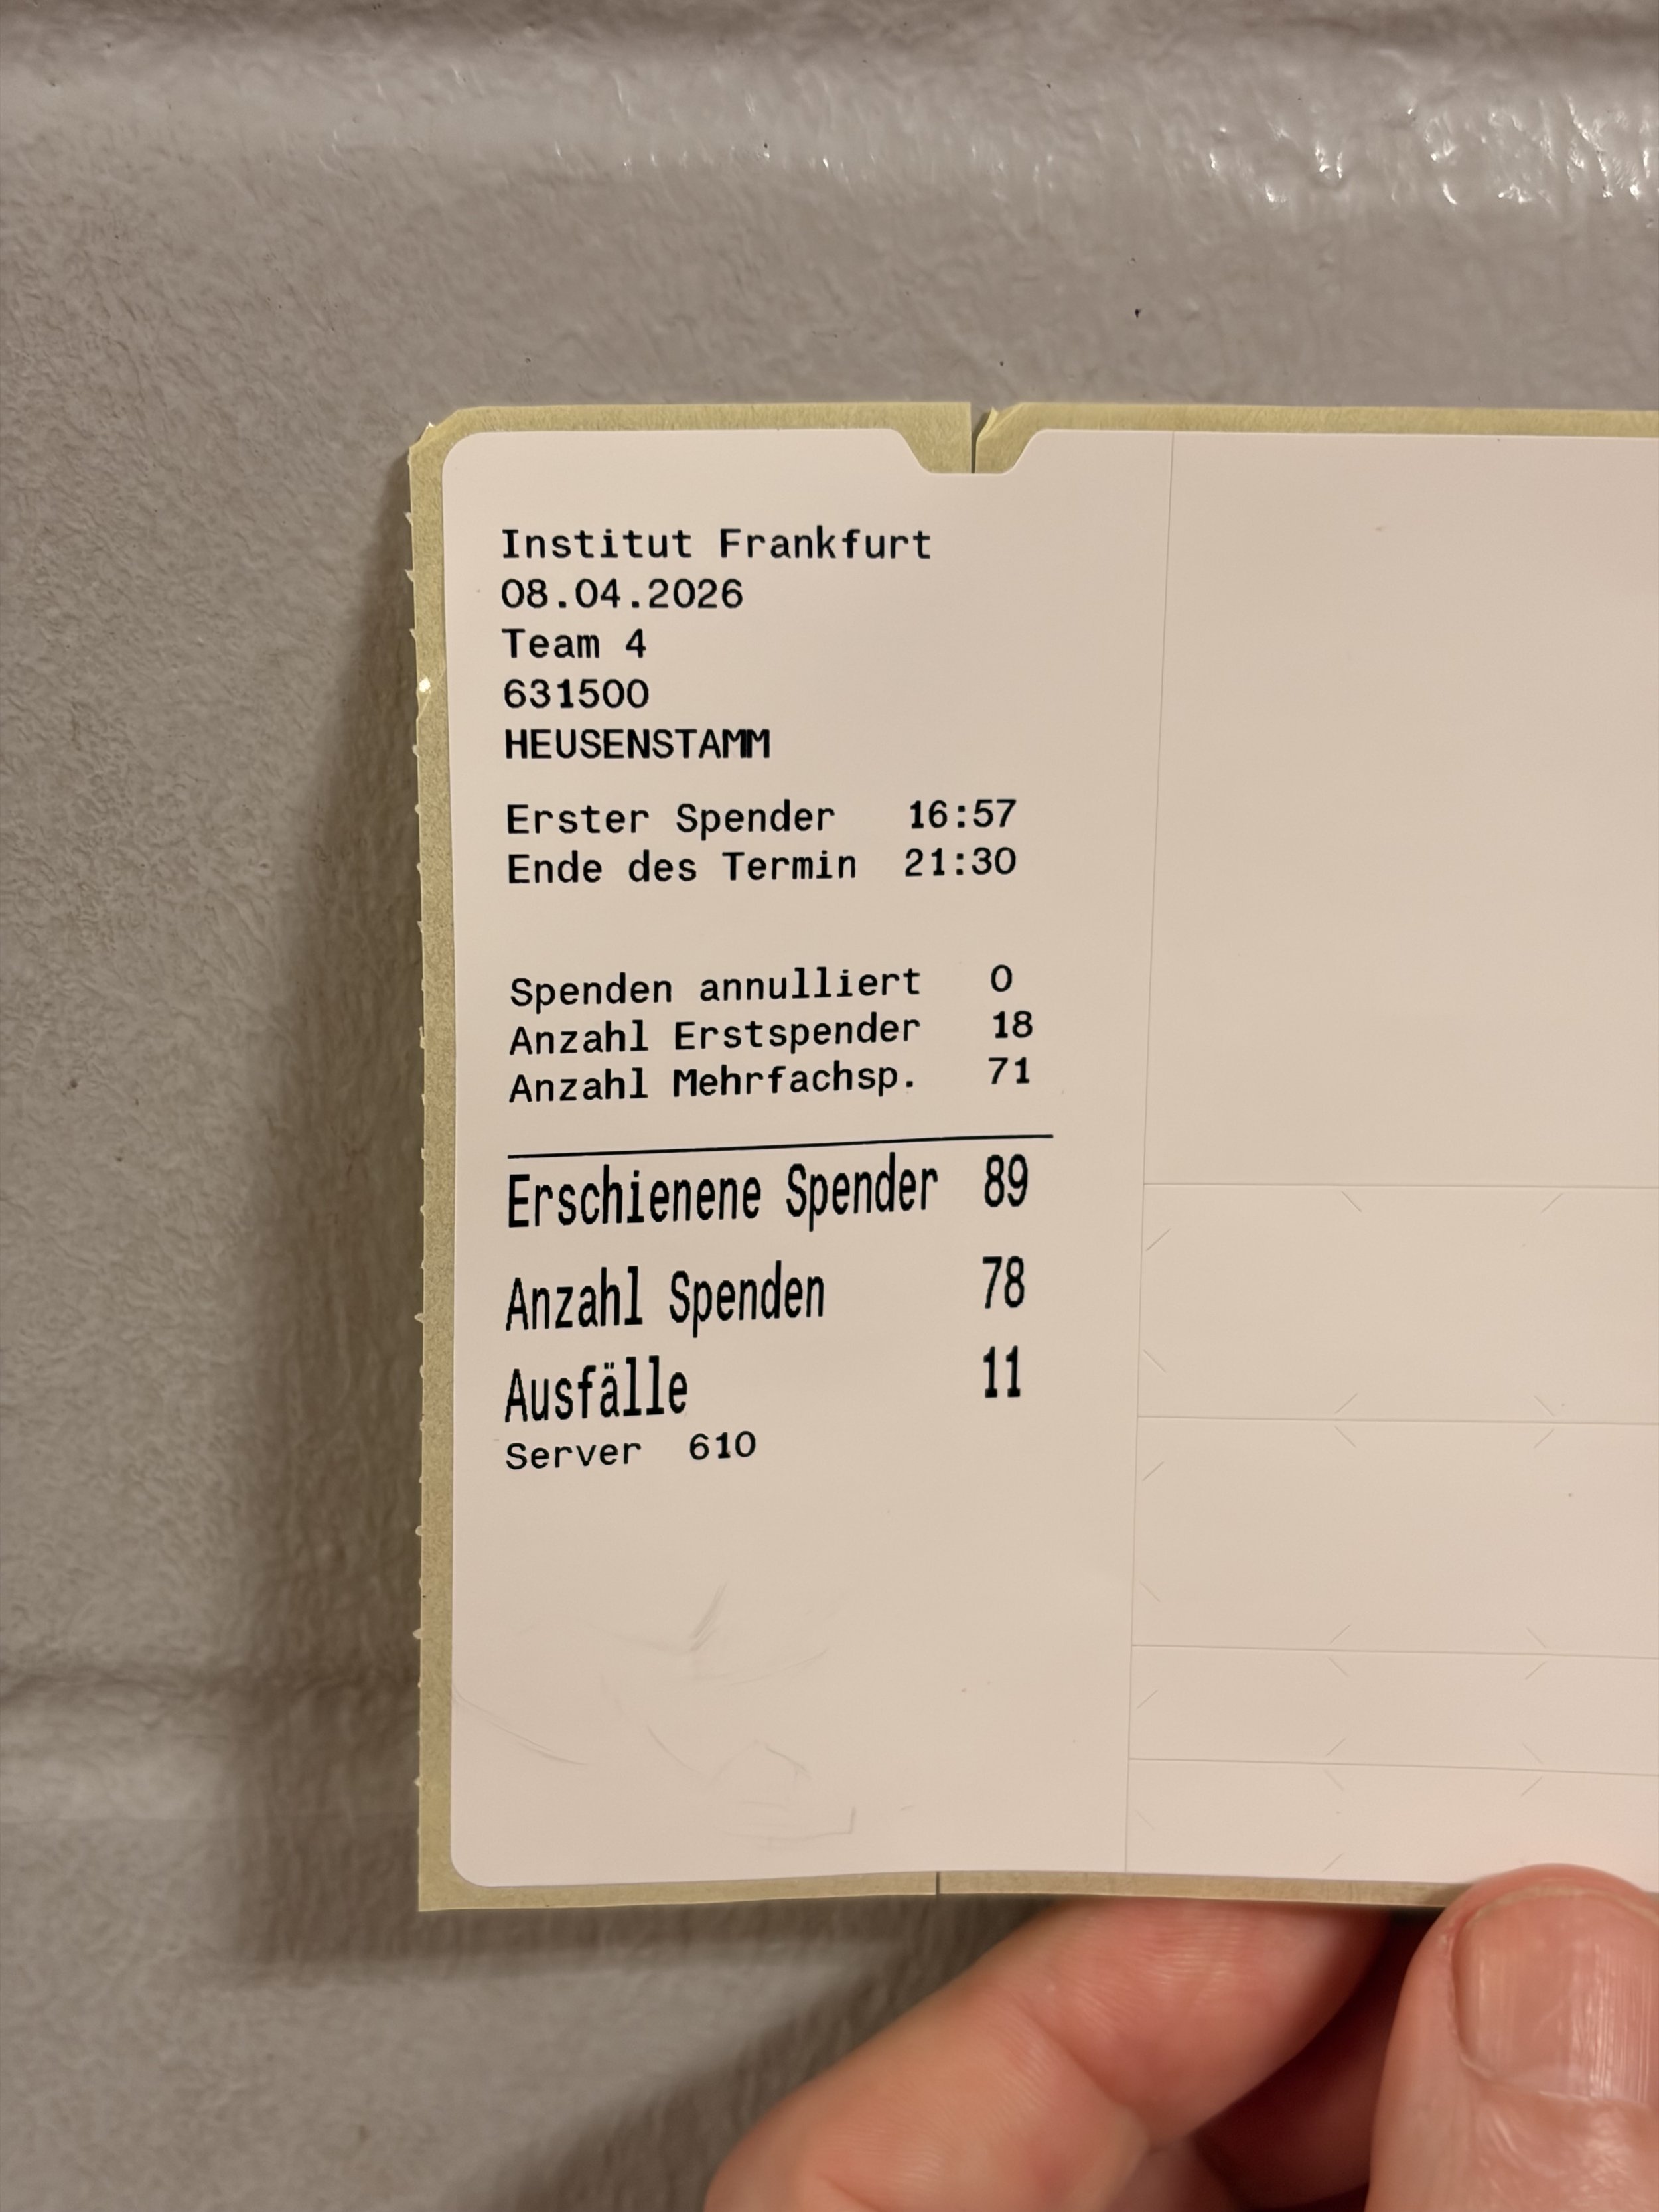 Institut Frankfurt
08.04.2026
Team 4
631500
HEUSENSTAMM
Erster Spender 16:57
Ende des Termin 21:30
Spenden annulliert 0
Anzahl Erstspender 18
Anzahl Mehrfachsp. 71
Erschienene Spender 89
Anzahl Spenden 78
Ausfälle 11
Server 610